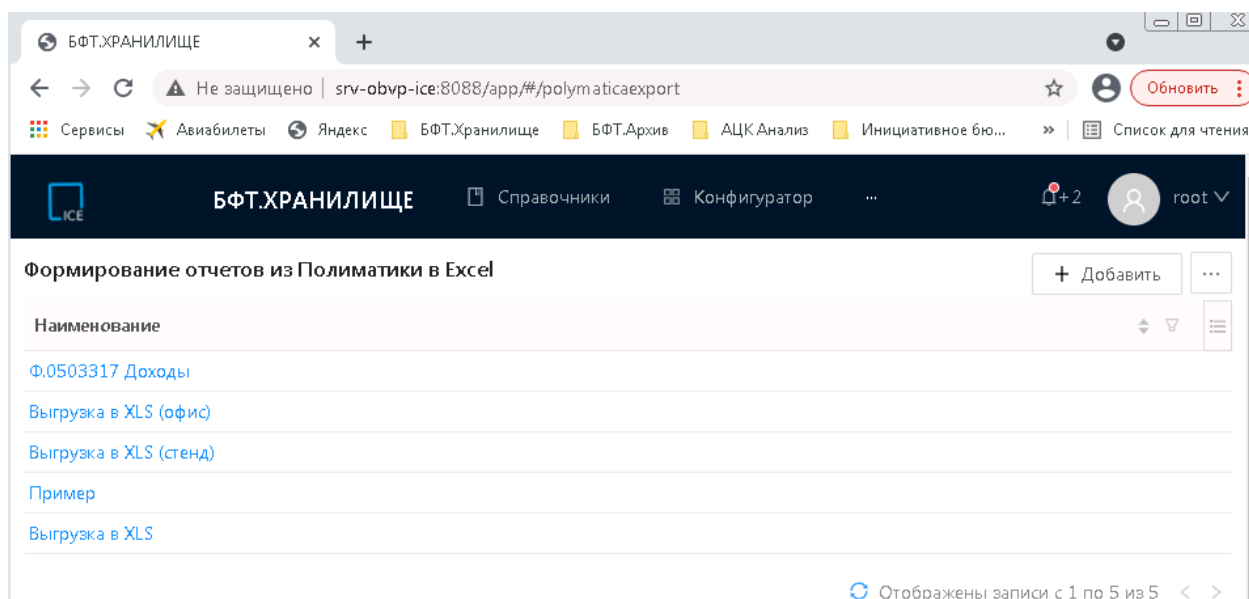 БФТ.ХРАНИЛИЩЕ
Не защищено | srv-obvp-ice:8088/app/#/polymaticaexport
Обновить
Сервисы Авиабилеты Яндекс БФТ.Хранилище БФТ.Архив АЦК Анализ Инициативное бю... » Список для чтения
ICE БФТ.ХРАНИЛИЩЕ Справочники Конфигуратор ... +2 root
Формирование отчетов из Полиматики в Excel
+ Добавить ...
Наименование
Ф.0503317 Доходы
Выгрузка в XLS (офис)
Выгрузка в XLS (стенд)
Пример
Выгрузка в XLS
Отображены записи с 1 по 5 из 5 < >